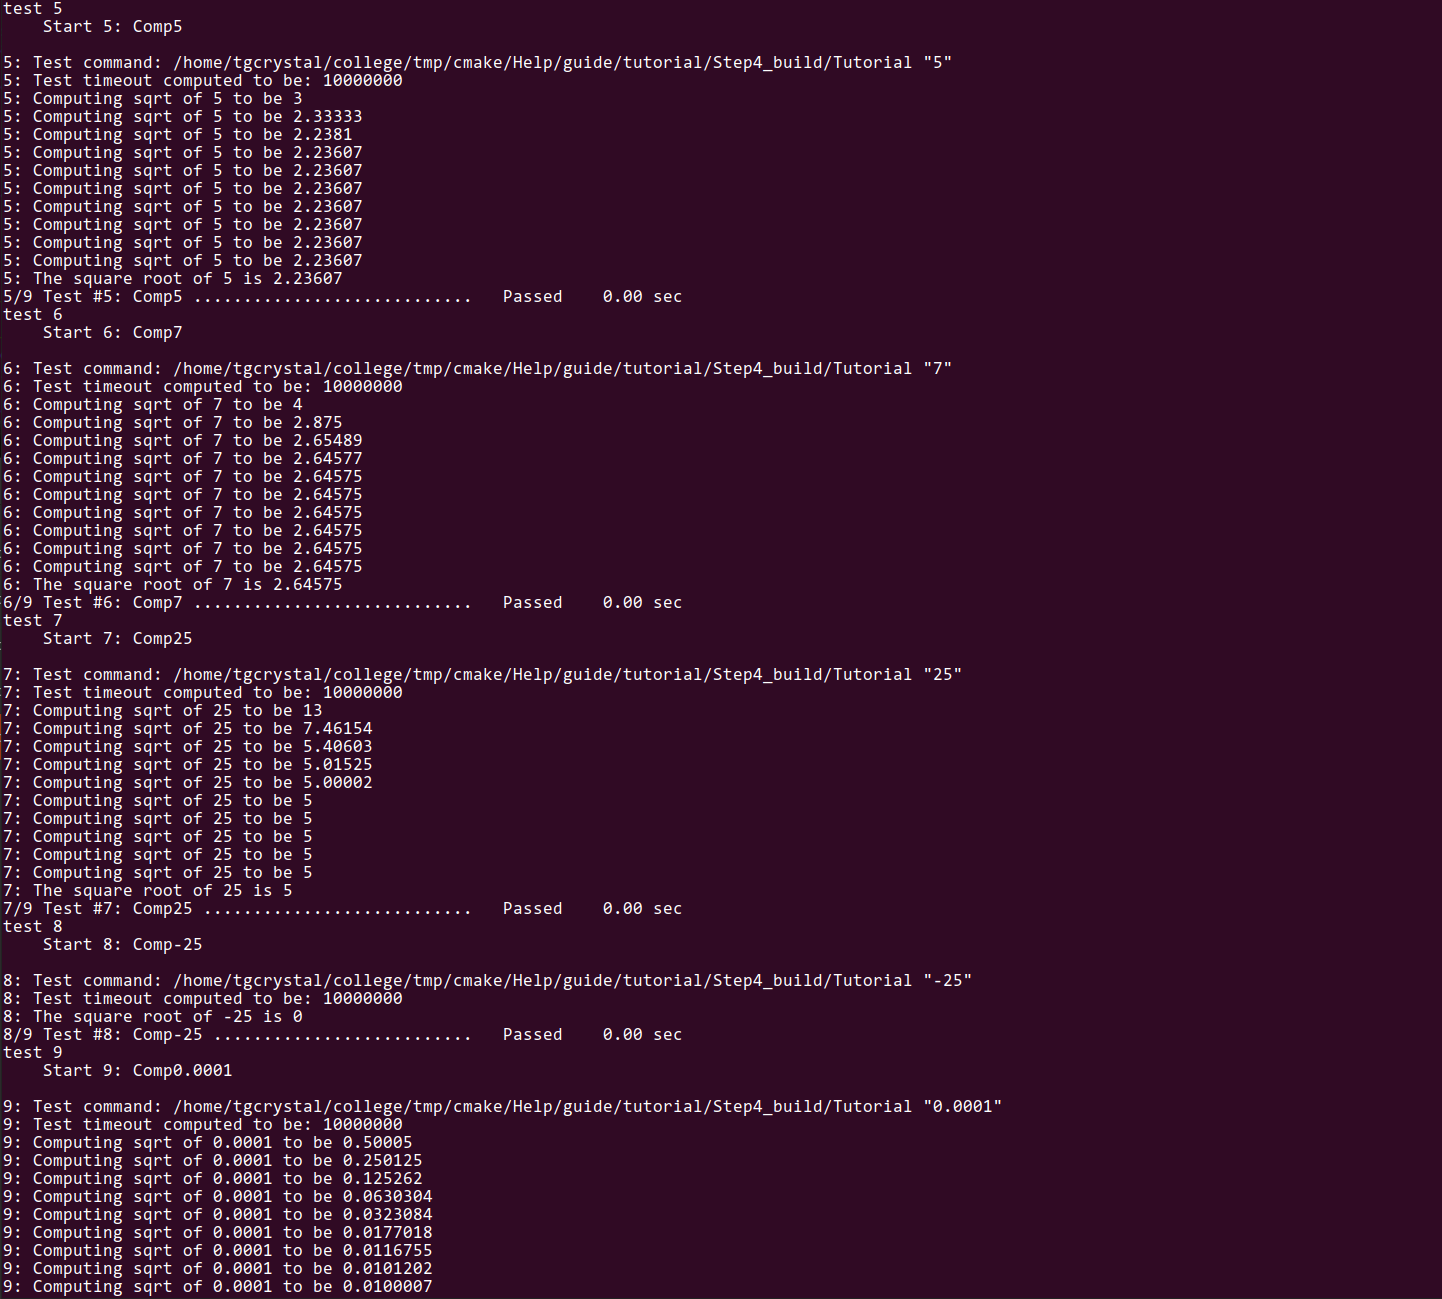 test 5
    Start 5: Comp5

5: Test command: /home/tgcrystal/college/tmp/cmake/Help/guide/tutorial/Step4_build/Tutorial "5"
5: Test timeout computed to be: 10000000
5: Computing sqrt of 5 to be 3
5: Computing sqrt of 5 to be 2.33333
5: Computing sqrt of 5 to be 2.2381
5: Computing sqrt of 5 to be 2.23607
5: Computing sqrt of 5 to be 2.23607
5: Computing sqrt of 5 to be 2.23607
5: Computing sqrt of 5 to be 2.23607
5: Computing sqrt of 5 to be 2.23607
5: Computing sqrt of 5 to be 2.23607
5: Computing sqrt of 5 to be 2.23607
5: The square root of 5 is 2.23607
5/9 Test #5: Comp5 ............................   Passed    0.00 sec
test 6
    Start 6: Comp7

6: Test command: /home/tgcrystal/college/tmp/cmake/Help/guide/tutorial/Step4_build/Tutorial "7"
6: Test timeout computed to be: 10000000
6: Computing sqrt of 7 to be 4
6: Computing sqrt of 7 to be 2.875
6: Computing sqrt of 7 to be 2.65489
6: Computing sqrt of 7 to be 2.64577
6: Computing sqrt of 7 to be 2.64575
6: Computing sqrt of 7 to be 2.64575
6: Computing sqrt of 7 to be 2.64575
6: Computing sqrt of 7 to be 2.64575
6: Computing sqrt of 7 to be 2.64575
6: Computing sqrt of 7 to be 2.64575
6: The square root of 7 is 2.64575
6/9 Test #6: Comp7 ............................   Passed    0.00 sec
test 7
    Start 7: Comp25

7: Test command: /home/tgcrystal/college/tmp/cmake/Help/guide/tutorial/Step4_build/Tutorial "25"
7: Test timeout computed to be: 10000000
7: Computing sqrt of 25 to be 13
7: Computing sqrt of 25 to be 7.46154
7: Computing sqrt of 25 to be 5.40603
7: Computing sqrt of 25 to be 5.01525
7: Computing sqrt of 25 to be 5.00002
7: Computing sqrt of 25 to be 5
7: Computing sqrt of 25 to be 5
7: Computing sqrt of 25 to be 5
7: Computing sqrt of 25 to be 5
7: Computing sqrt of 25 to be 5
7: The square root of 25 is 5
7/9 Test #7: Comp25 ...........................   Passed    0.00 sec
test 8
    Start 8: Comp-25

8: Test command: /home/tgcrystal/college/tmp/cmake/Help/guide/tutorial/Step4_build/Tutorial "-25"
8: Test timeout computed to be: 10000000
8: The square root of -25 is 0
8/9 Test #8: Comp-25 ..........................   Passed    0.00 sec
test 9
    Start 9: Comp0.0001

9: Test command: /home/tgcrystal/college/tmp/cmake/Help/guide/tutorial/Step4_build/Tutorial "0.0001"
9: Test timeout computed to be: 10000000
9: Computing sqrt of 0.0001 to be 0.50005
9: Computing sqrt of 0.0001 to be 0.250125
9: Computing sqrt of 0.0001 to be 0.125262
9: Computing sqrt of 0.0001 to be 0.0630304
9: Computing sqrt of 0.0001 to be 0.0323084
9: Computing sqrt of 0.0001 to be 0.0177018
9: Computing sqrt of 0.0001 to be 0.0116755
9: Computing sqrt of 0.0001 to be 0.0101202
9: Computing sqrt of 0.0001 to be 0.0100007